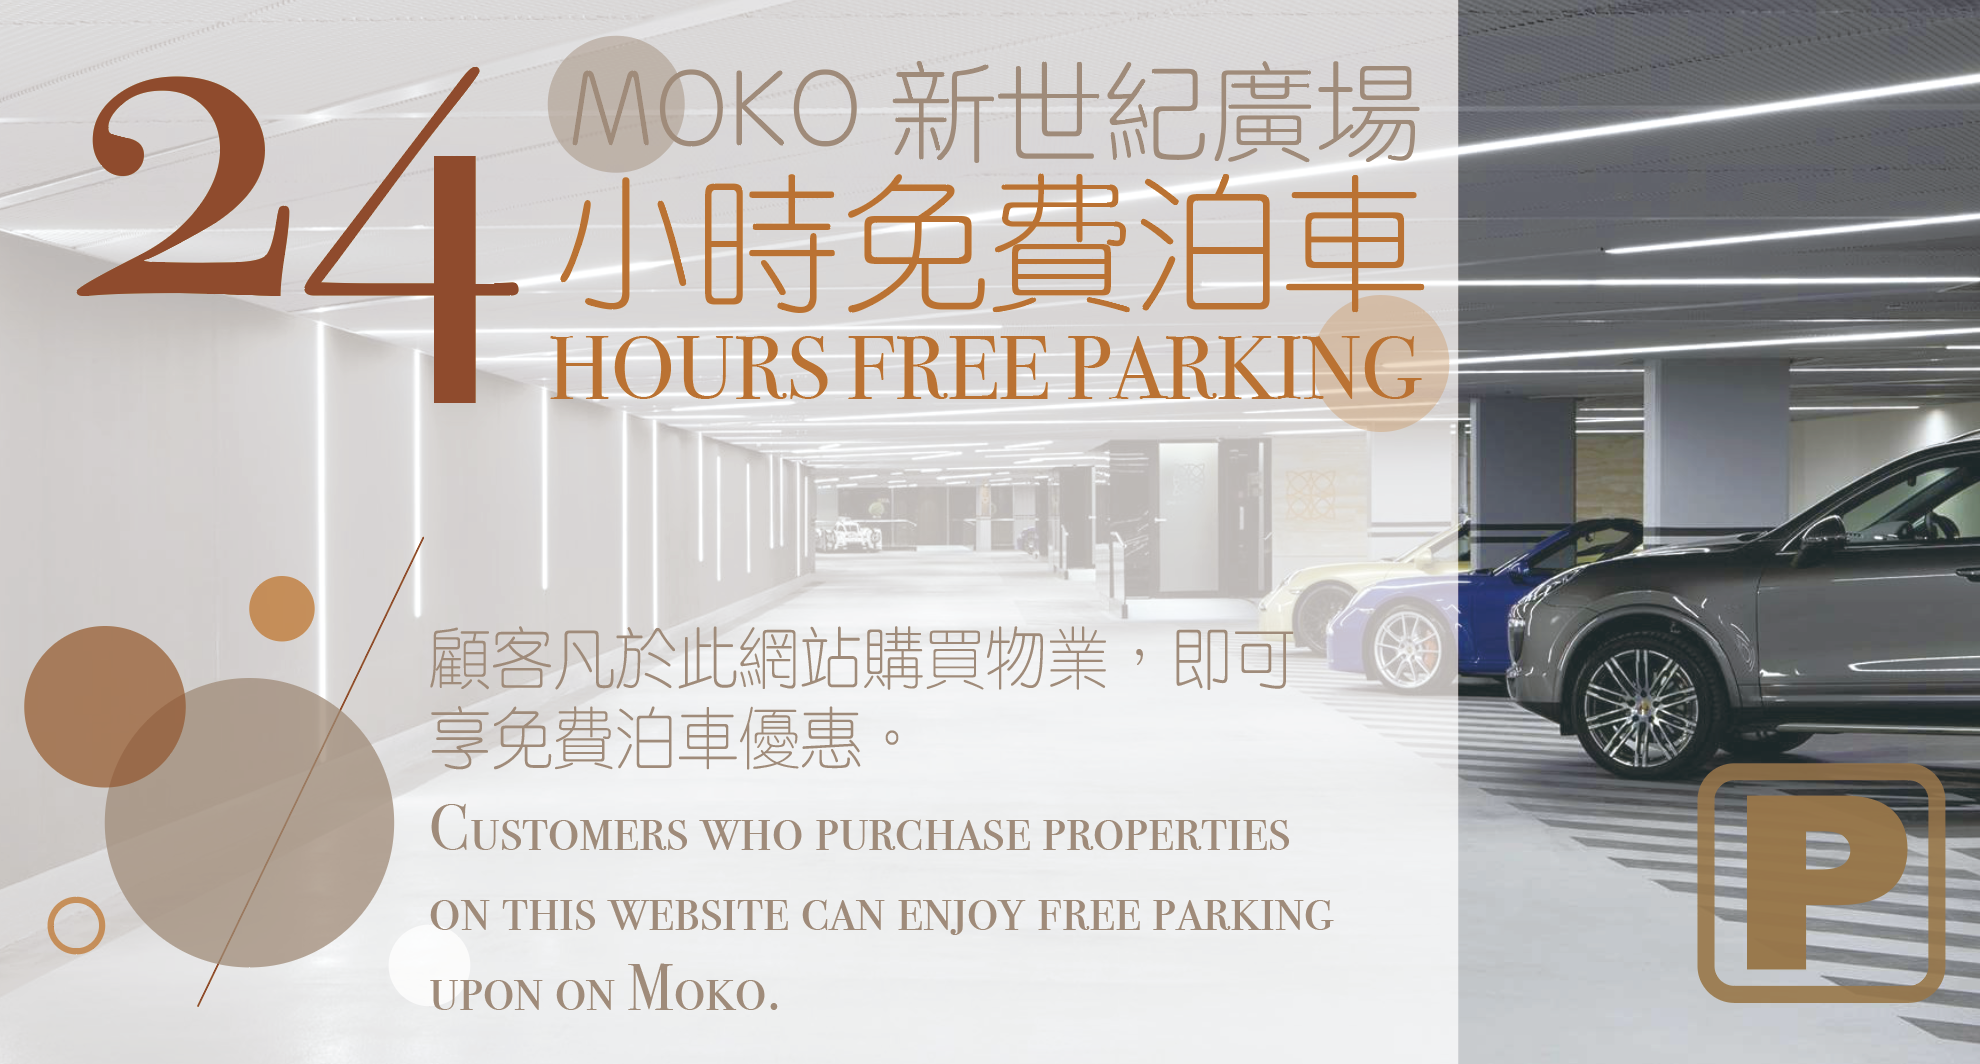 MOKO 新世紀廣場
24 小時免費泊車
HOURS FREE PARKING
顧客凡於此網站購買物業，即可
享免費泊車優惠。
Customers who purchase properties
on this website can enjoy free parking
upon on Moko.
P